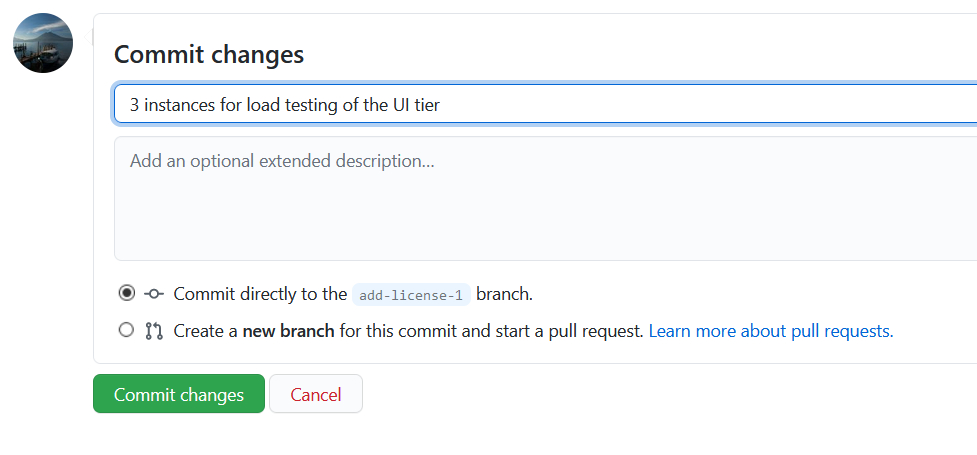 Commit changes
3 instances for load testing of the UI tier
Add an optional extended description...
Commit directly to the add-license-1 branch.
Create a new branch for this commit and start a pull request. Learn more about pull requests.
Commit changes
Cancel